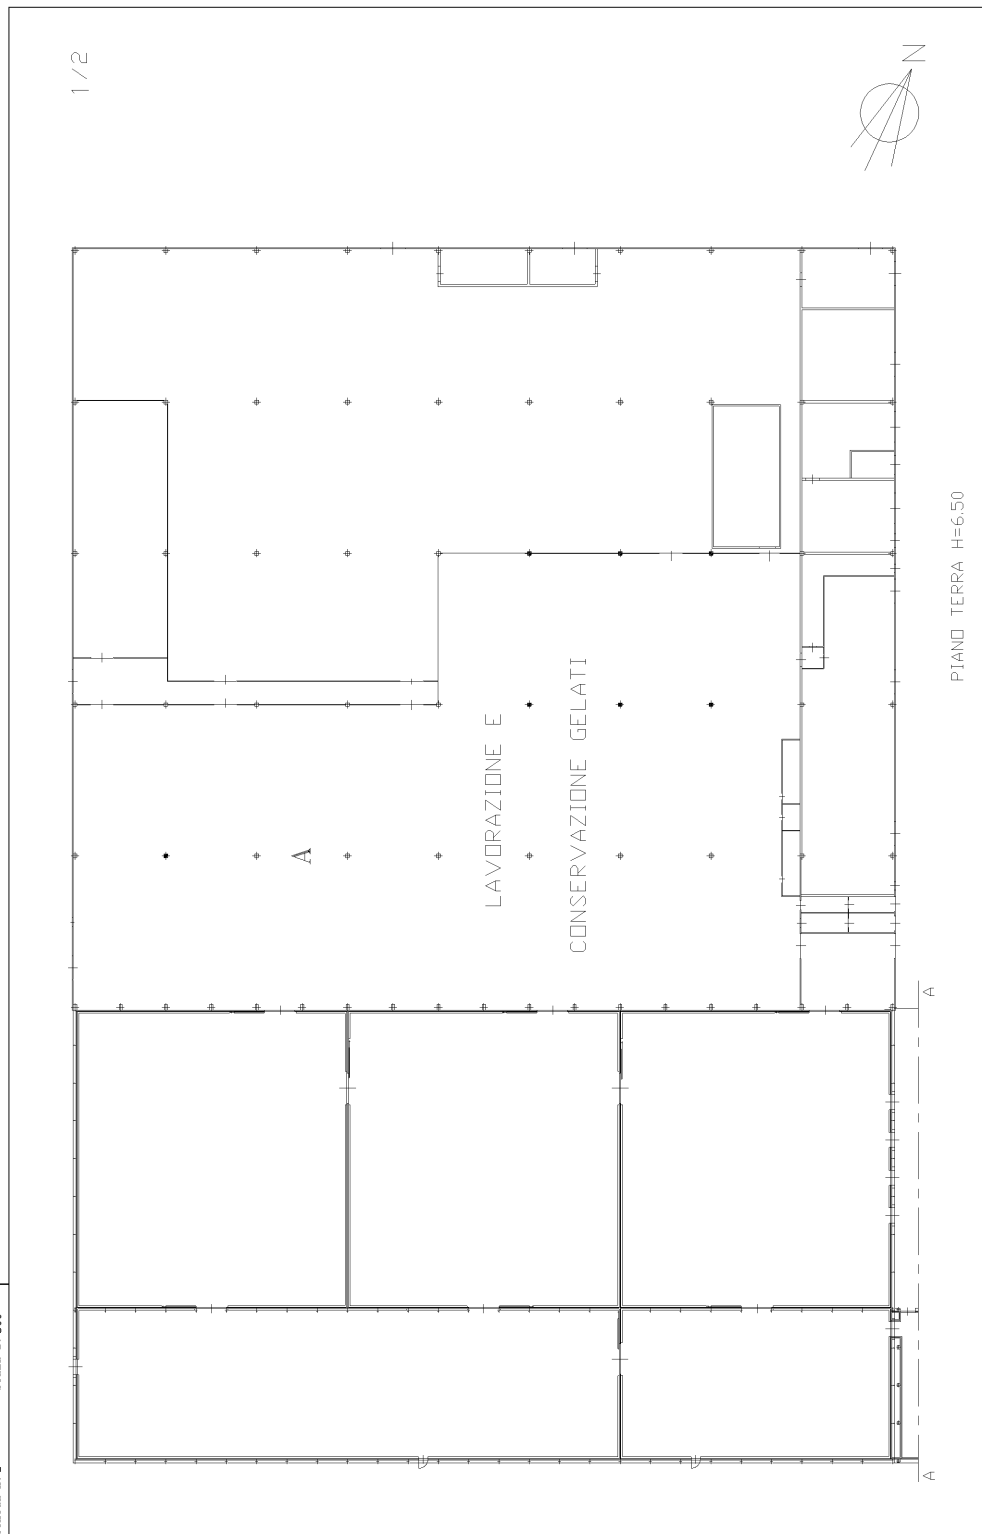 1/2
N
PIANO TERRA H=6.50
LAVORAZIONE E
CONSERVAZIONE GELATI
A
A
A